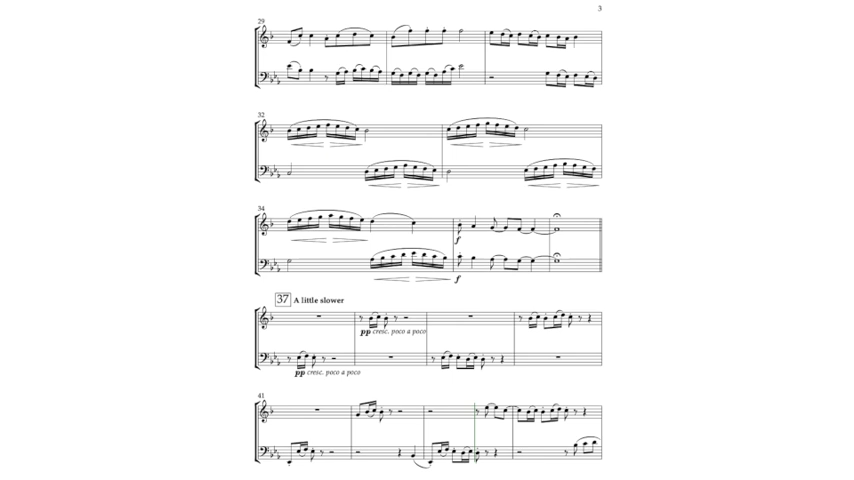 3
29
32
34
f
f
37 A little slower
pp cresc. poco a poco
pp cresc. poco a poco
41